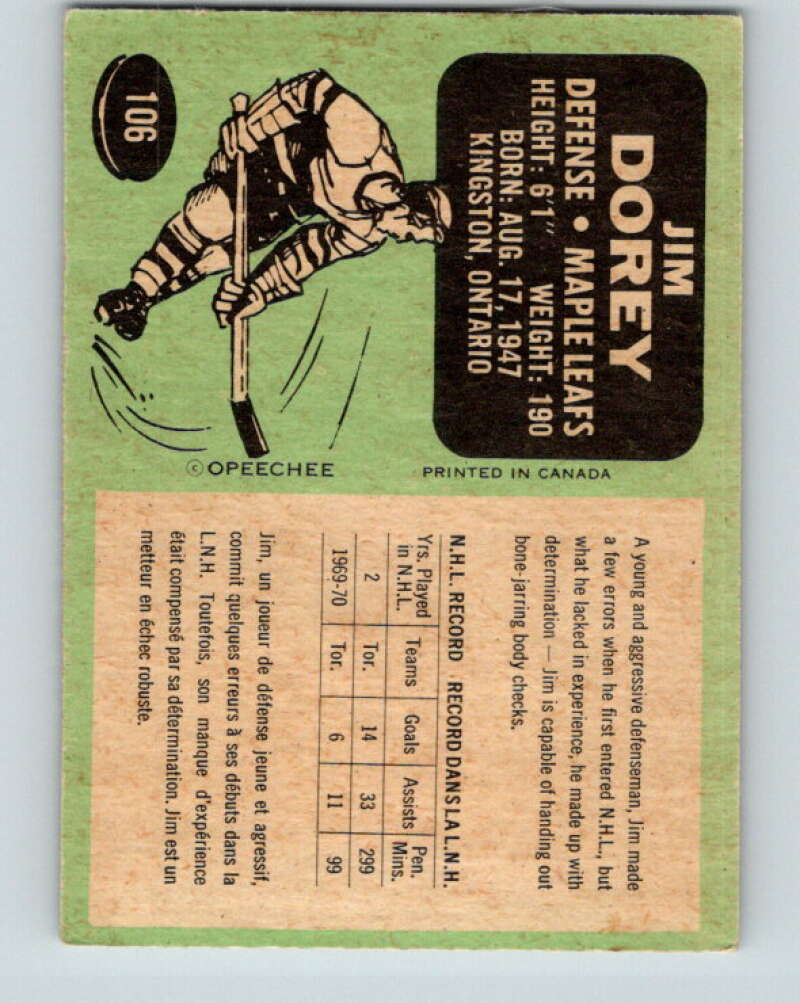 JIM
DOREY
DEFENSE • MAPLE LEAFS
HEIGHT: 6'1" WEIGHT: 190
BORN: AUG. 17, 1947
KINGSTON, ONTARIO
106
© OPEECHEE
PRINTED IN CANADA
A young and aggressive defenseman, Jim made
a few errors when he first entered N.H.L., but
what he lacked in experience, he made up with
determination — Jim is capable of handing out
bone-jarring body checks.
N.H.L. RECORD RECORD DANS LA L.N.H.
Yrs. Played in N.H.L. Teams Goals Assists Pen. Mins.
2 Tor. 14 33 299
1969-70 Tor. 6 11 99
Jim, un joueur de défense jeune et agressif,
commit quelques erreurs à ses débuts dans la
L.N.H. Toutefois, son manque d'expérience
était compensé par sa détermination. Jim est un
metteur en échec robuste.